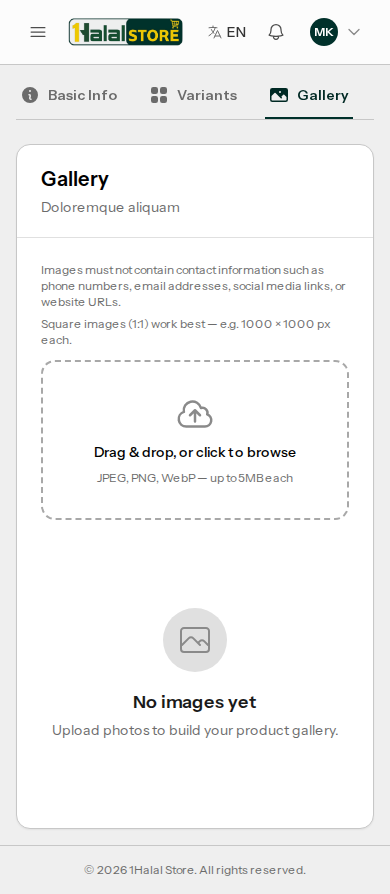 1Halal STORE EN MK
Basic Info Variants Gallery
Gallery
Doloremque aliquam
Images must not contain contact information such as
phone numbers, email addresses, social media links, or
website URLs.
Square images (1:1) work best — e.g. 1000 × 1000 px
each.
Drag & drop, or click to browse
JPEG, PNG, WebP — up to 5MB each
No images yet
Upload photos to build your product gallery.
© 2026 1Halal Store. All rights reserved.